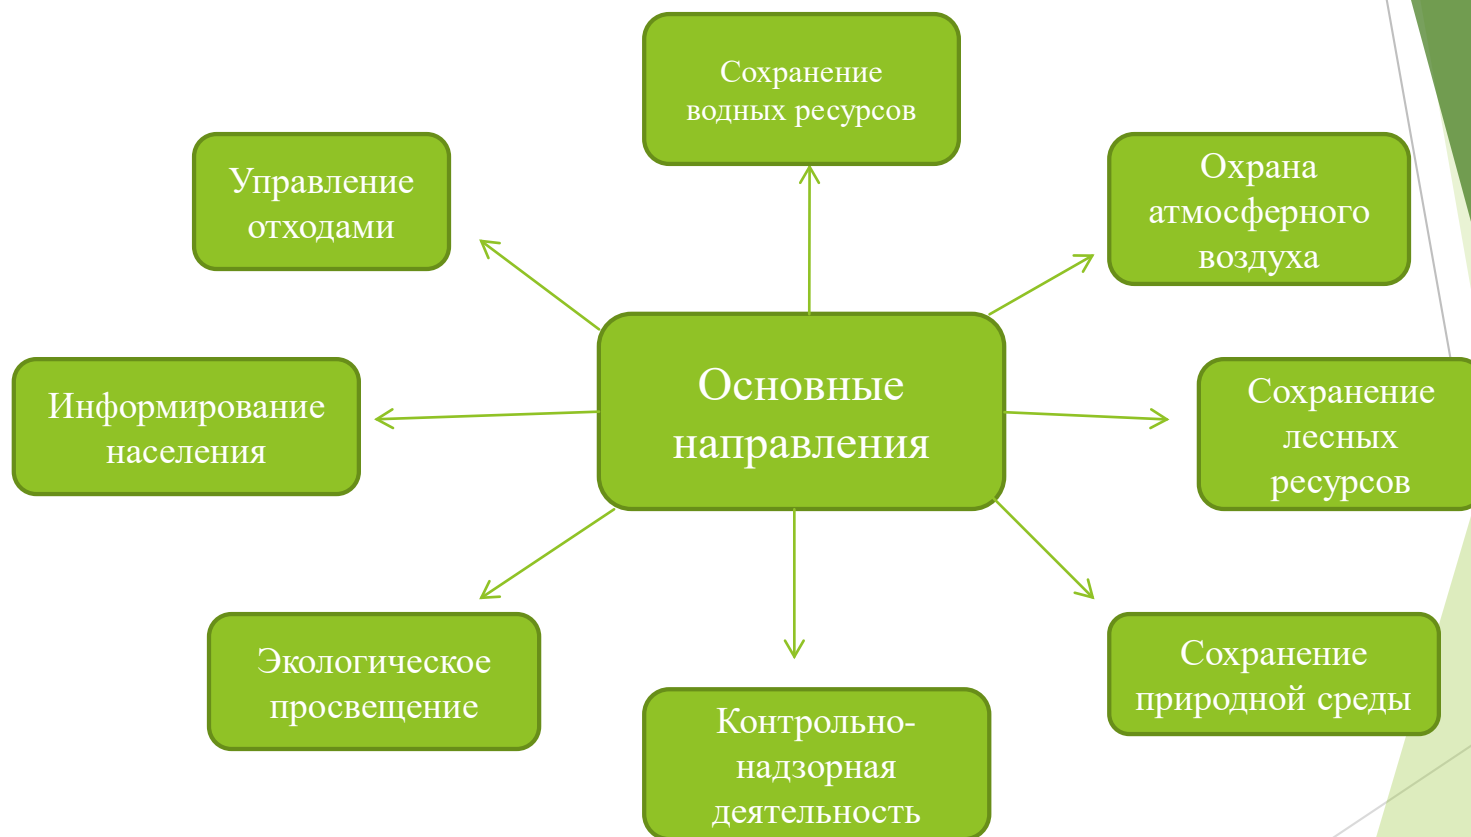 Сохранение
водных ресурсов
Управление
отходами
Охрана
атмосферного
воздуха
Основные
направления
Информирование
населения
Сохранение
лесных
ресурсов
Экологическое
просвещение
Сохранение
природной среды
Контрольно-
надзорная
деятельность